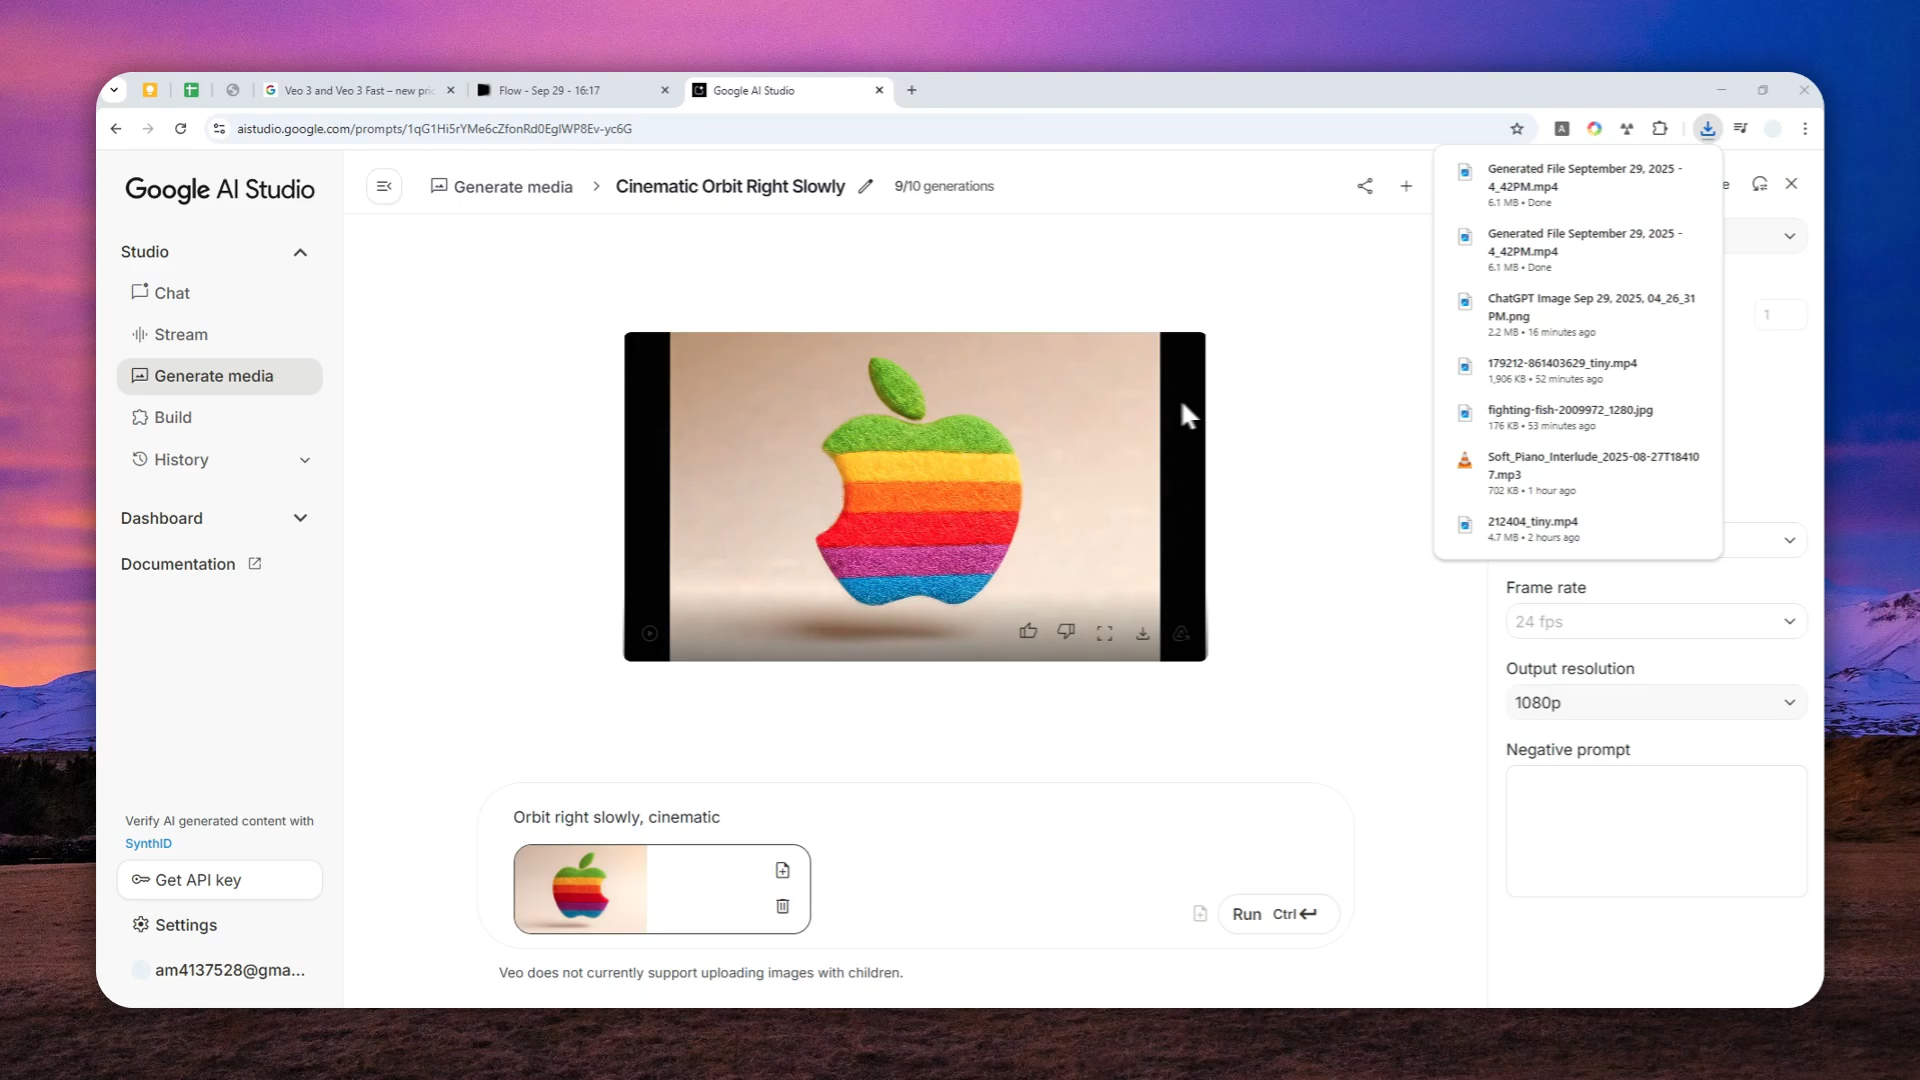 Veo 3 and Veo 3 Fast – new pric
Flow - Sep 29 - 16:17
Google AI Studio
aistudio.google.com/prompts/1qG1Hi5rYMe6cZfonRd0EgIWP8Ev-yc6G
Google AI Studio
Generate media
Cinematic Orbit Right Slowly
9/10 generations
Studio
Chat
Stream
Generate media
Build
History
Dashboard
Documentation
Verify AI generated content with
SynthID
Get API key
Settings
am4137528@gma...
Orbit right slowly, cinematic
Run Ctrl
Veo does not currently support uploading images with children.
Generated File September 29, 2025 -
4_42PM.mp4
6.1 MB • Done
Generated File September 29, 2025 -
4_42PM.mp4
6.1 MB • Done
ChatGPT Image Sep 29, 2025, 04_26_31
PM.png
2.2 MB • 16 minutes ago
179212-861403629_tiny.mp4
1,906 KB • 52 minutes ago
fighting-fish-2009972_1280.jpg
176 KB • 53 minutes ago
Soft_Piano_Interlude_2025-08-27T18410
7.mp3
702 KB • 1 hour ago
212404_tiny.mp4
4.7 MB • 2 hours ago
e
1
Frame rate
24 fps
Output resolution
1080p
Negative prompt